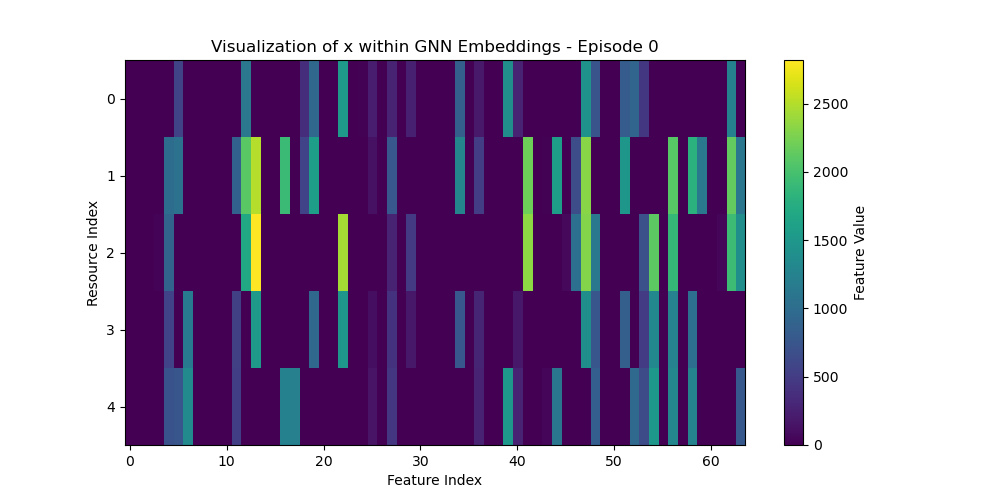 Visualization of x within GNN Embeddings - Episode 0
Resource Index
0
1
2
3
4
0 10 20 30 40 50 60
Feature Index
2500
2000
1500
1000
500
0
Feature Value